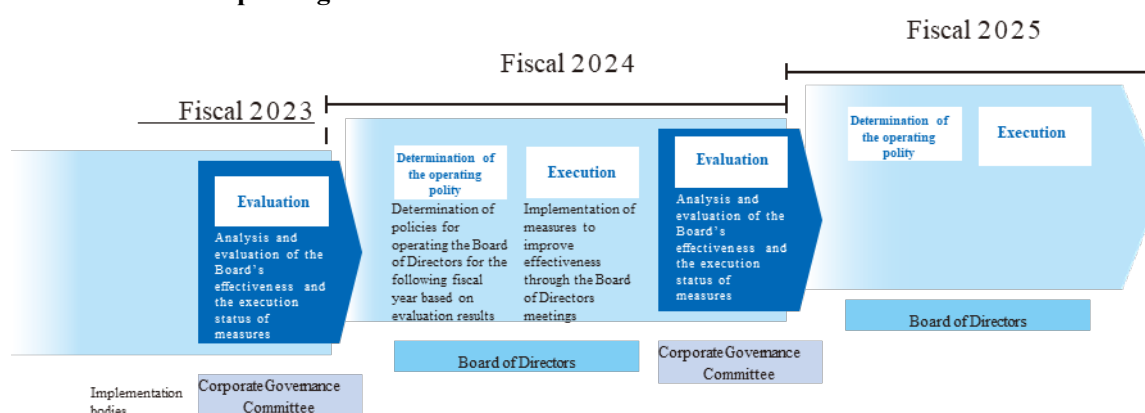 Fiscal 2025
Fiscal 2024
Fiscal 2023
Evaluation
Analysis and
evaluation of the
Board's
effectiveness and
the execution
status of
measures
Corporate Governance
Committee
Implementation
bodies
Determination of
the operating
polity
Determination of
policies for
operating the Board
of Directors for the
following fiscal
year based on
evaluation results
Execution
Implementation of
measures to
improve
effectiveness
through the Board
of Directors
meetings
Board of Directors
Evaluation
Analysis and
evaluation of the
Board's
effectiveness and
the execution
status of
measures
Corporate Governance
Committee
Determination of
the operating
polity
Execution
Board of Directors